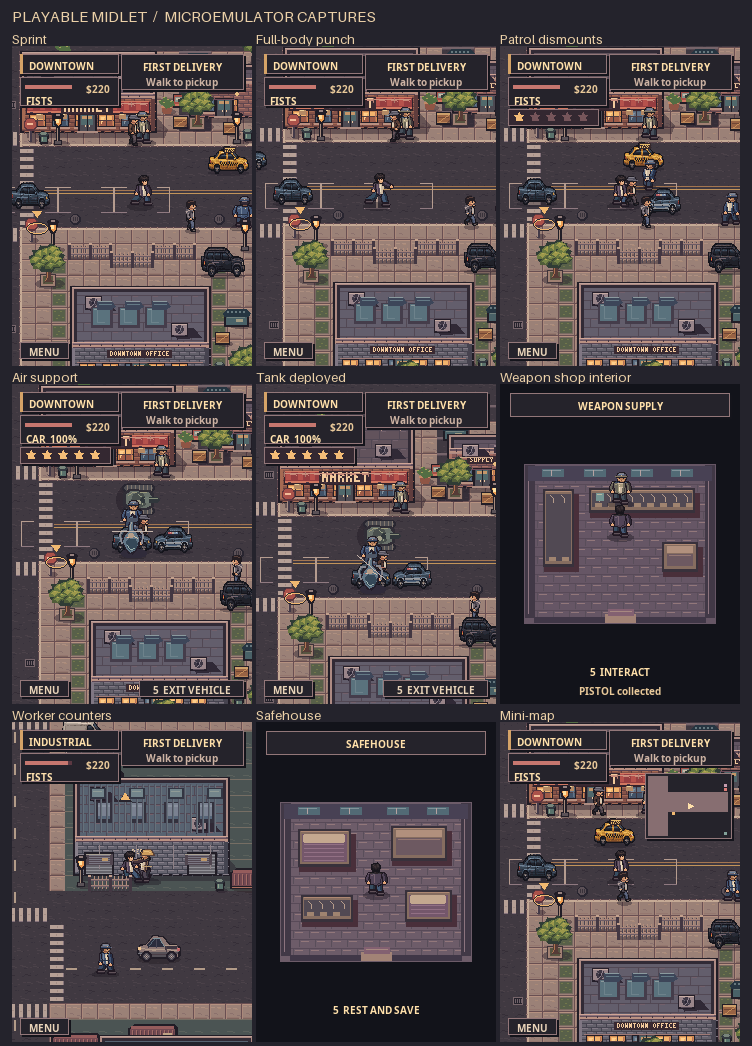 PLAYABLE MIDLET / MICROEMULATOR CAPTURES
Sprint
DOWNTOWN
FIRST DELIVERY
Walk to pickup
$220
FISTS
MENU
DOWNTOWN OFFICE
Full-body punch
DOWNTOWN
FIRST DELIVERY
Walk to pickup
$220
FISTS
MENU
DOWNTOWN OFFICE
Patrol dismounts
DOWNTOWN
FIRST DELIVERY
Walk to pickup
$220
FISTS
MENU
DOWNTOWN OFFICE
Air support
DOWNTOWN
FIRST DELIVERY
Walk to pickup
$220
CAR 100%
MENU
5 EXIT VEHICLE
Tank deployed
DOWNTOWN
FIRST DELIVERY
Walk to pickup
$220
CAR 100%
SUPPLY
MARKET
MENU
5 EXIT VEHICLE
Weapon shop interior
WEAPON SUPPLY
5 INTERACT
PISTOL collected
Worker counters
INDUSTRIAL
FIRST DELIVERY
Walk to pickup
$220
FISTS
MENU
Safehouse
SAFEHOUSE
5 REST AND SAVE
Mini-map
DOWNTOWN
FIRST DELIVERY
Walk to pickup
$220
FISTS
MENU
DOWNTOWN OFFICE